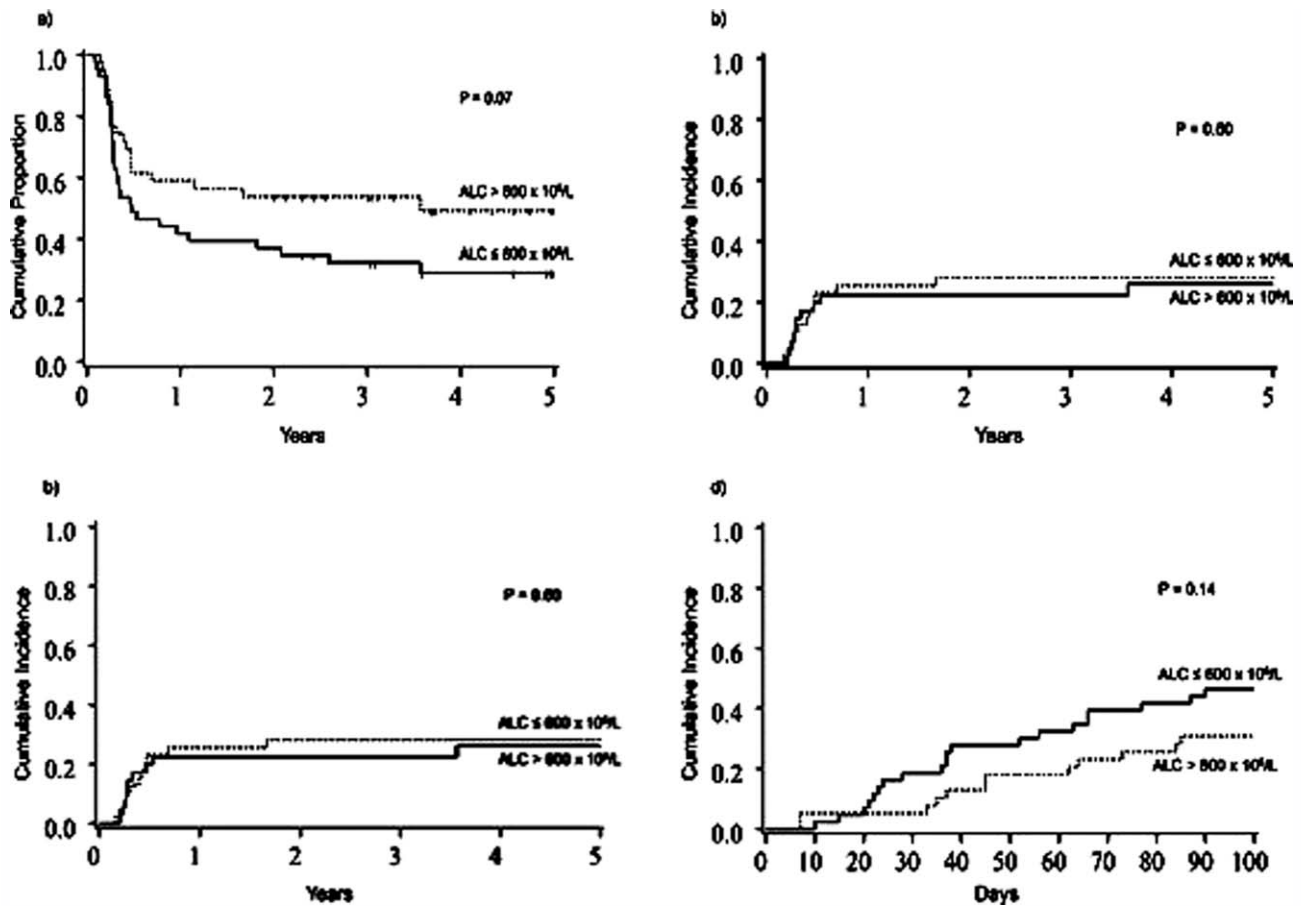 a)
1.0
0.8
0.6
0.4
0.2
0.0
Cumulative Proportion
P = 0.07
ALC > 600 x 10⁶/L
ALC ≤ 600 x 10⁶/L
0 1 2 3 4 5
Years
b)
1.0
0.8
0.6
0.4
0.2
0.0
Cumulative Incidence
P = 0.60
ALC ≤ 600 x 10⁶/L
ALC > 600 x 10⁶/L
0 1 2 3 4 5
Years
b)
1.0
0.8
0.6
0.4
0.2
0.0
Cumulative Incidence
P = 0.60
ALC ≤ 600 x 10⁶/L
ALC > 600 x 10⁶/L
0 1 2 3 4 5
Years
d)
1.0
0.8
0.6
0.4
0.2
0.0
Cumulative Incidence
P = 0.14
ALC ≤ 600 x 10⁶/L
ALC > 600 x 10⁶/L
0 10 20 30 40 50 60 70 80 90 100
Days